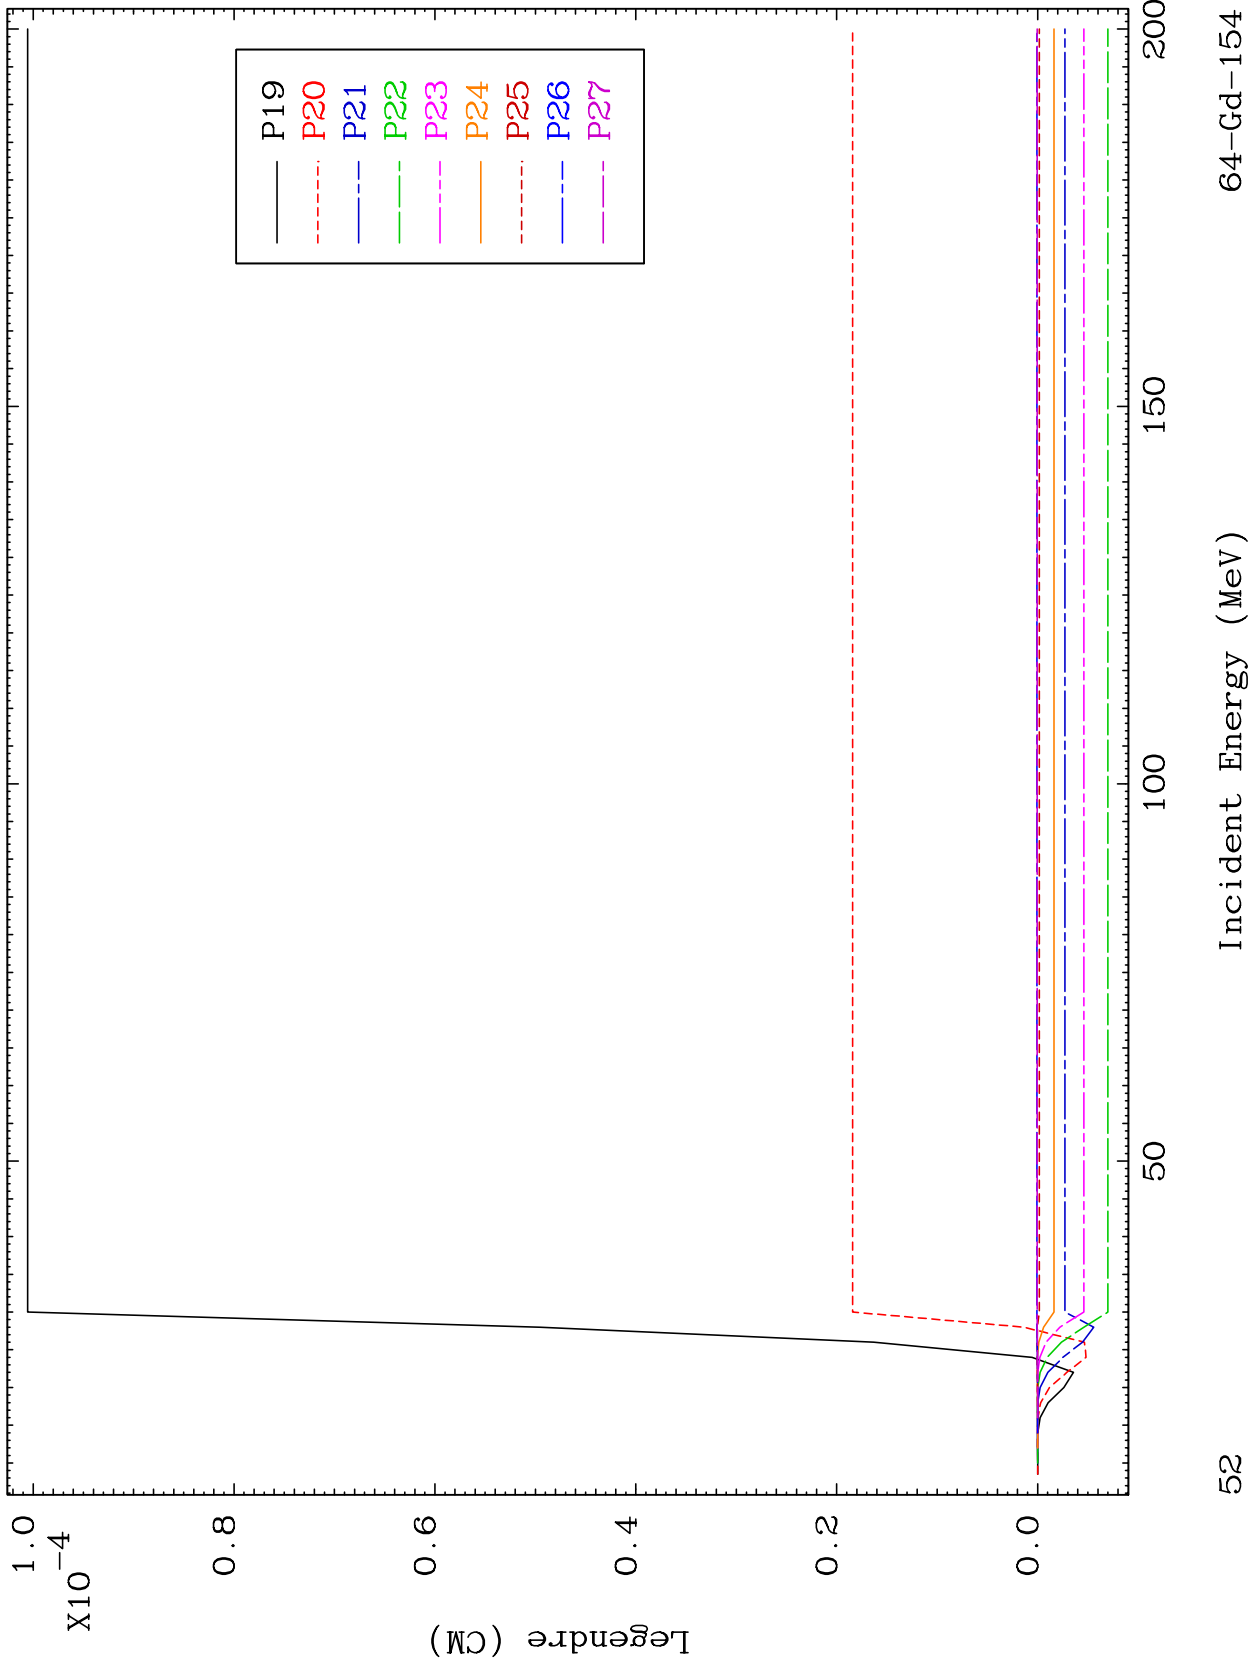 1.0
X10-4
0.8
0.6
0.4
0.2
0.0
Legendre (CM)
P19
P20
P21
P22
P23
P24
P25
P26
P27
50
100
150
200
52
Incident Energy (MeV)
64-Gd-154